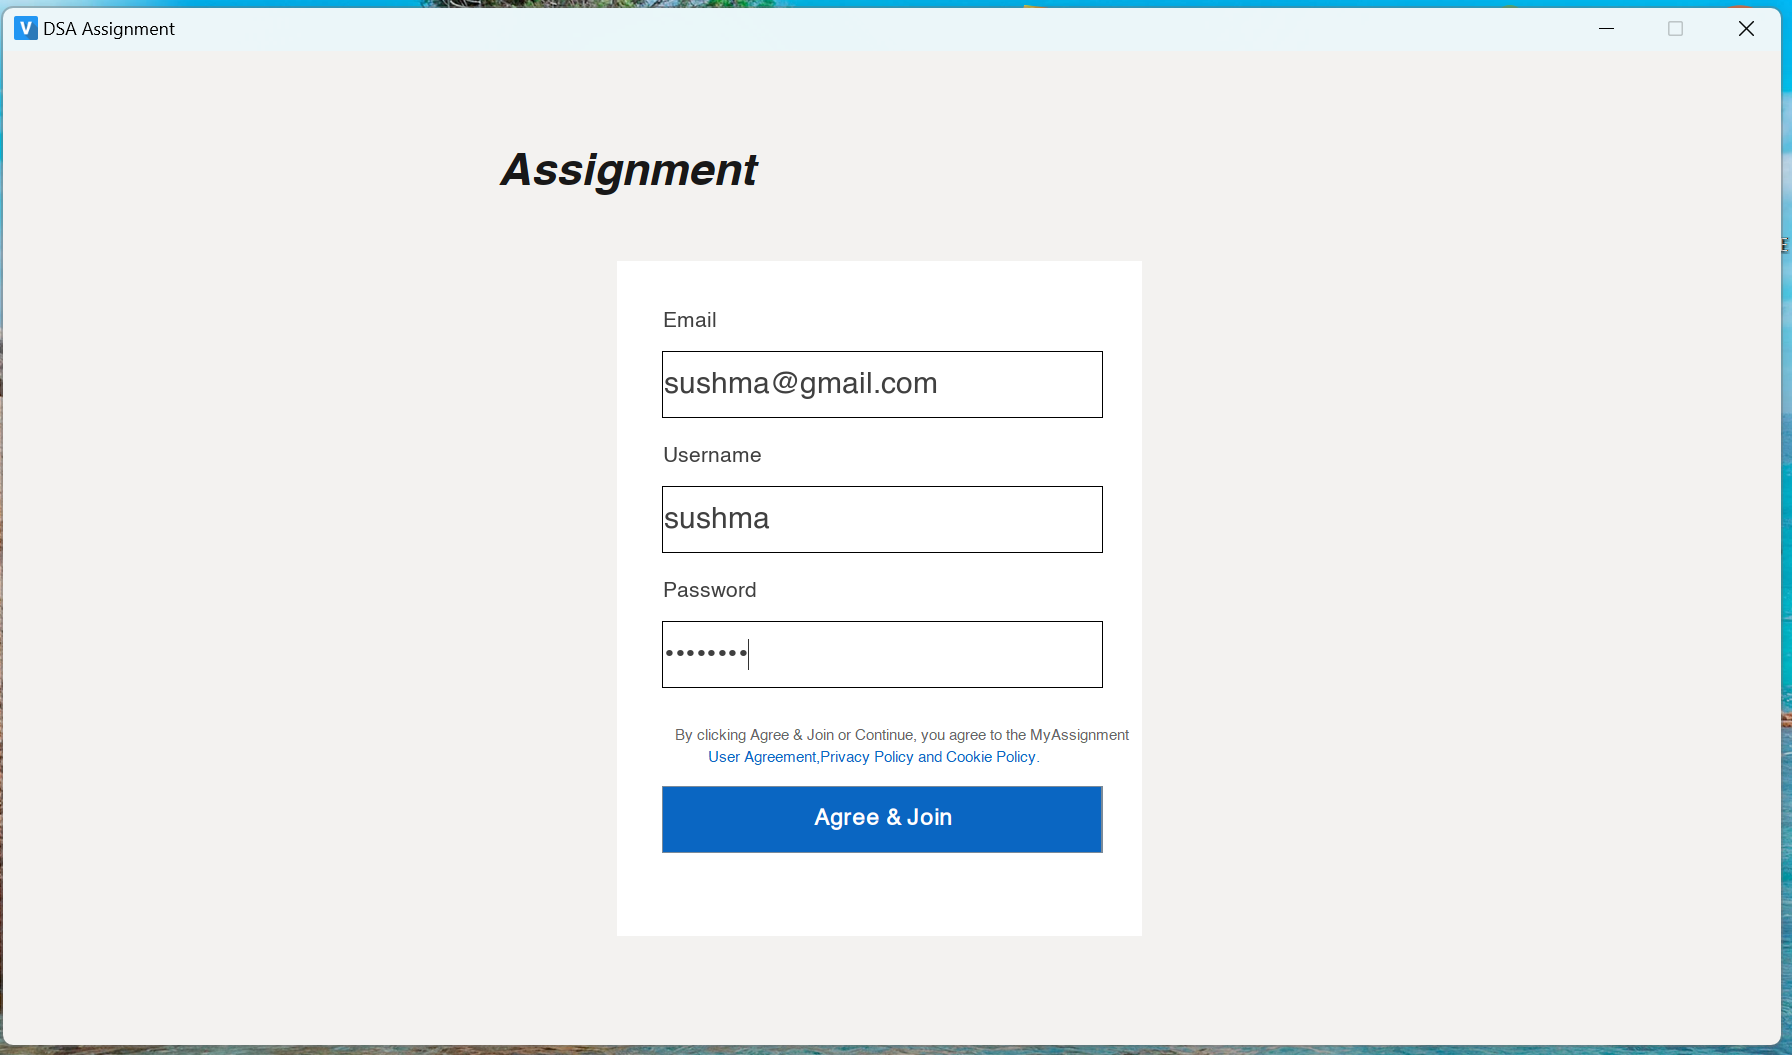 V DSA Assignment
Assignment
Email
sushma@gmail.com
Username
sushma
Password
••••••••
By clicking Agree & Join or Continue, you agree to the MyAssignment
User Agreement,Privacy Policy and Cookie Policy.
Agree & Join